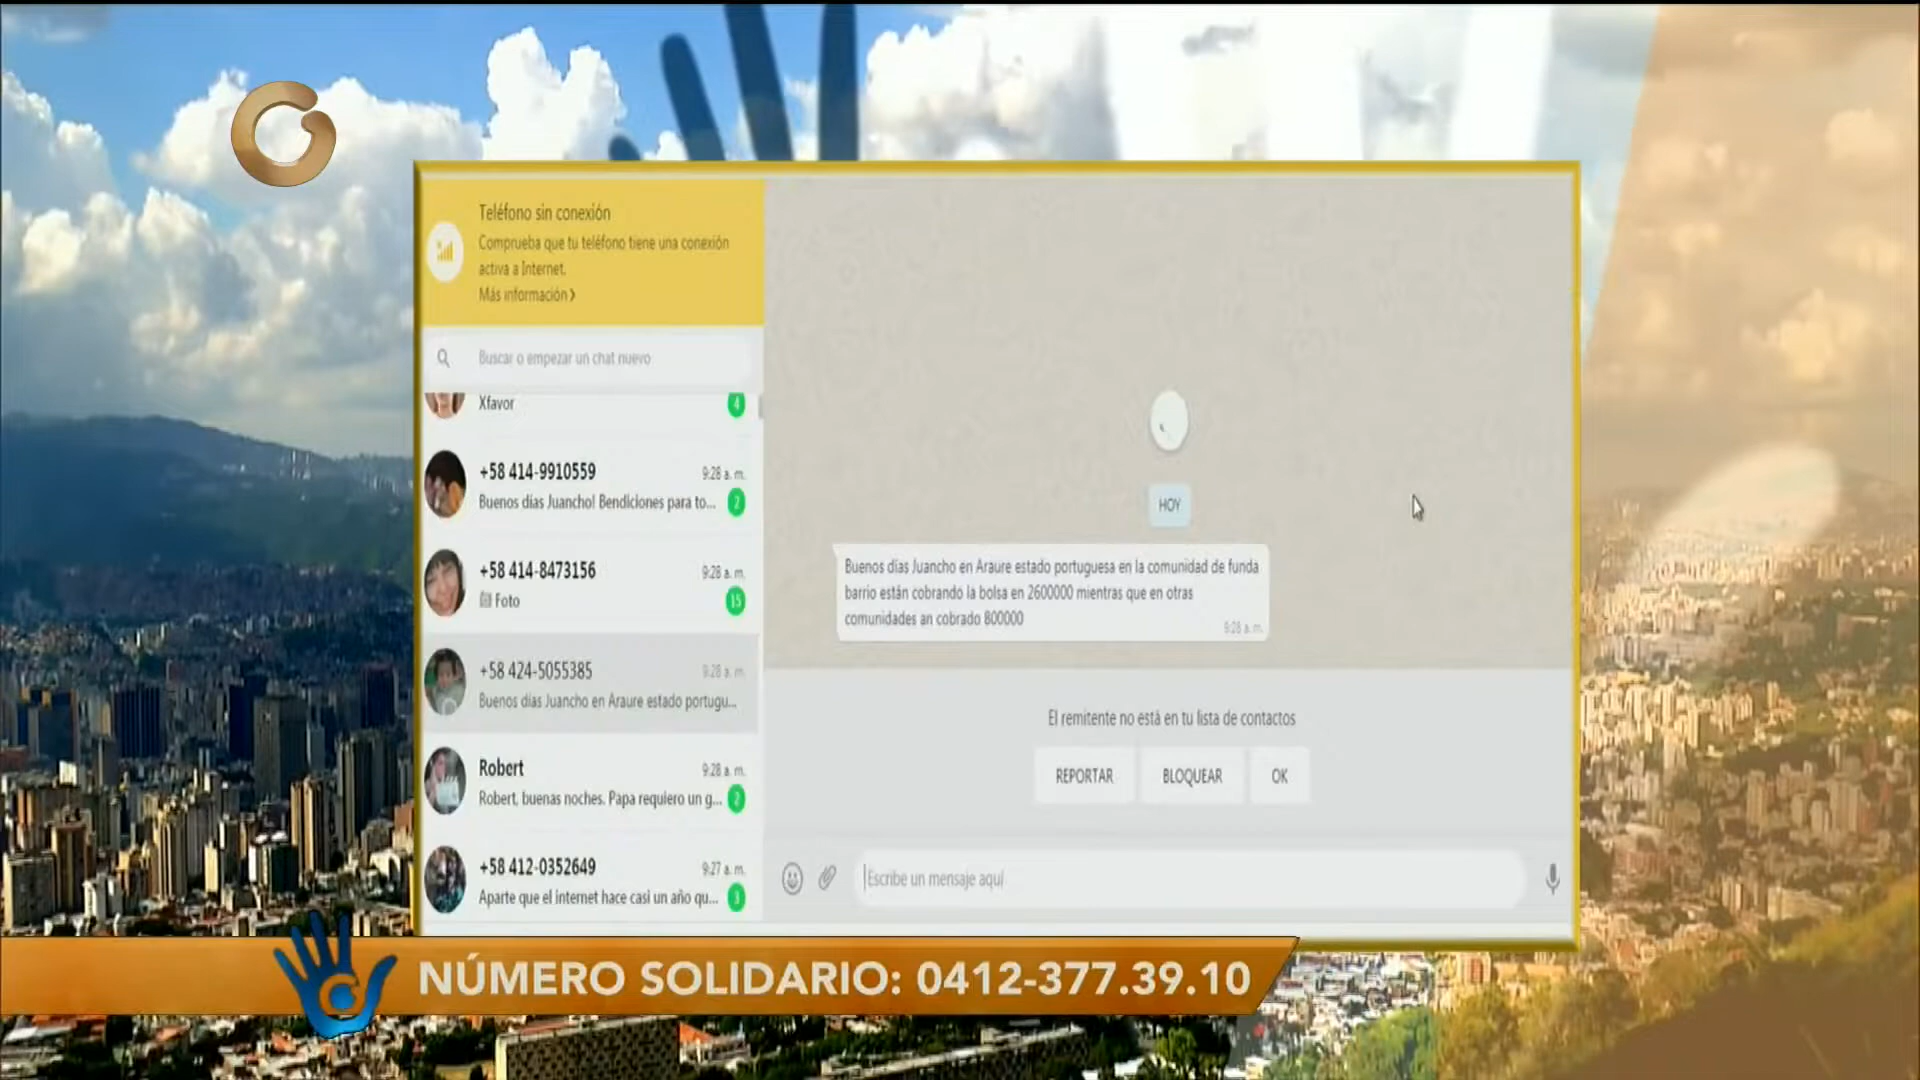 Teléfono sin conexión
Comprueba que tu teléfono tiene una conexión
activa a Internet.
Más información
Buscar o empezar un chat nuevo
Xfavor
4
+58 414-9910559
9:28 a. m.
Buenos días Juancho! Bendiciones para to...
2
+58 414-8473156
9:28 a. m.
Foto
15
+58 424-5055385
9:28 a. m.
Buenos días Juancho en Araure estado portugu...
Robert
9:28 a. m.
Robert, buenas noches. Papa requiero un g...
2
+58 412-0352649
9:27 a. m.
Aparte que el internet hace casi un año qu...
3
HOY
Buenos días Juancho en Araure estado portuguesa en la comunidad de funda
barrio están cobrando la bolsa en 2600000 mientras que en otras
comunidades an cobrado 800000
9:28 a. m.
El remitente no está en tu lista de contactos
REPORTAR
BLOQUEAR
OK
Escribe un mensaje aquí
NÚMERO SOLIDARIO: 0412-377.39.10